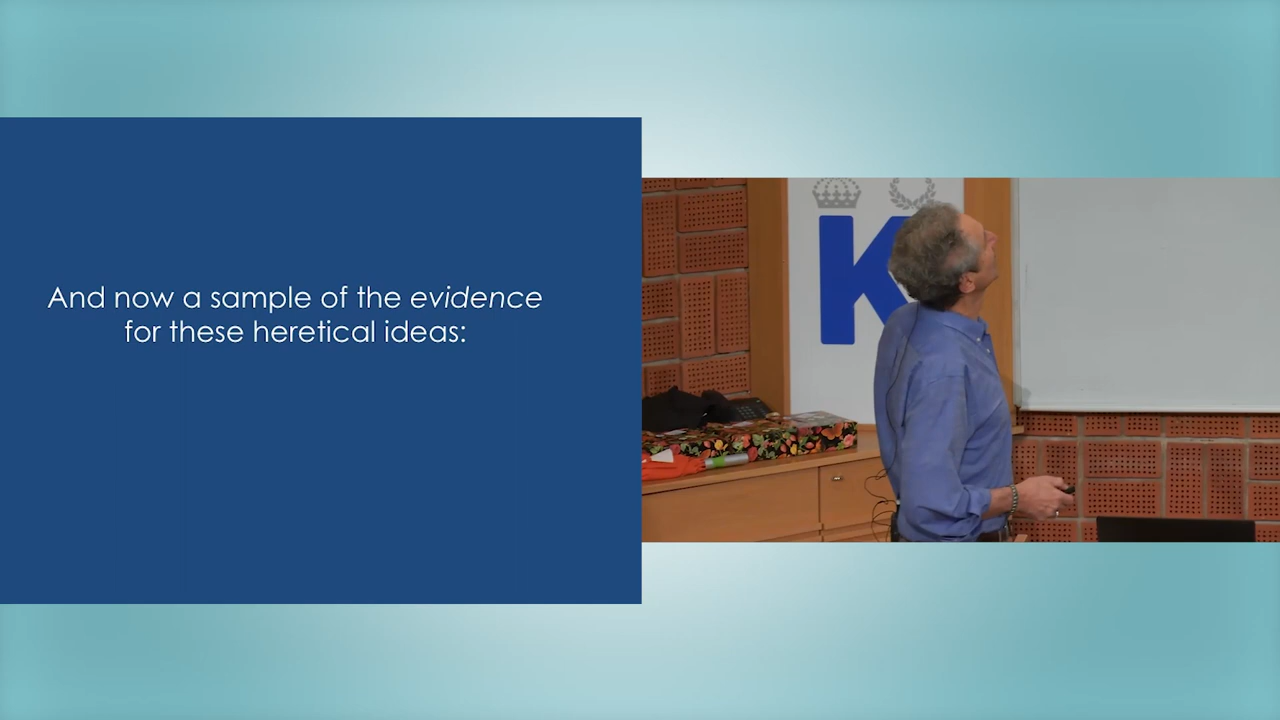 And now a sample of the evidence
for these heretical ideas:
K